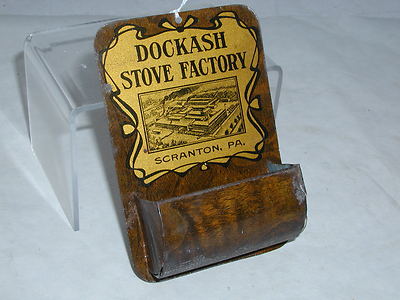 DOCKASH
STOVE FACTORY
SCRANTON, PA.